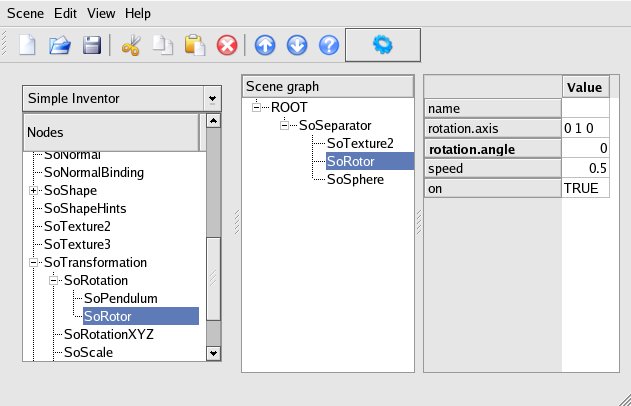 Scene Edit View Help
Simple Inventor
Nodes
SoNormal
SoNormalBinding
SoShape
SoShapeHints
SoTexture2
SoTexture3
SoTransformation
SoRotation
SoPendulum
SoRotor
SoRotationXYZ
SoScale
Scene graph
ROOT
SoSeparator
SoTexture2
SoRotor
SoSphere
Value
name
rotation.axis 0 1 0
rotation.angle 0
speed 0.5
on TRUE